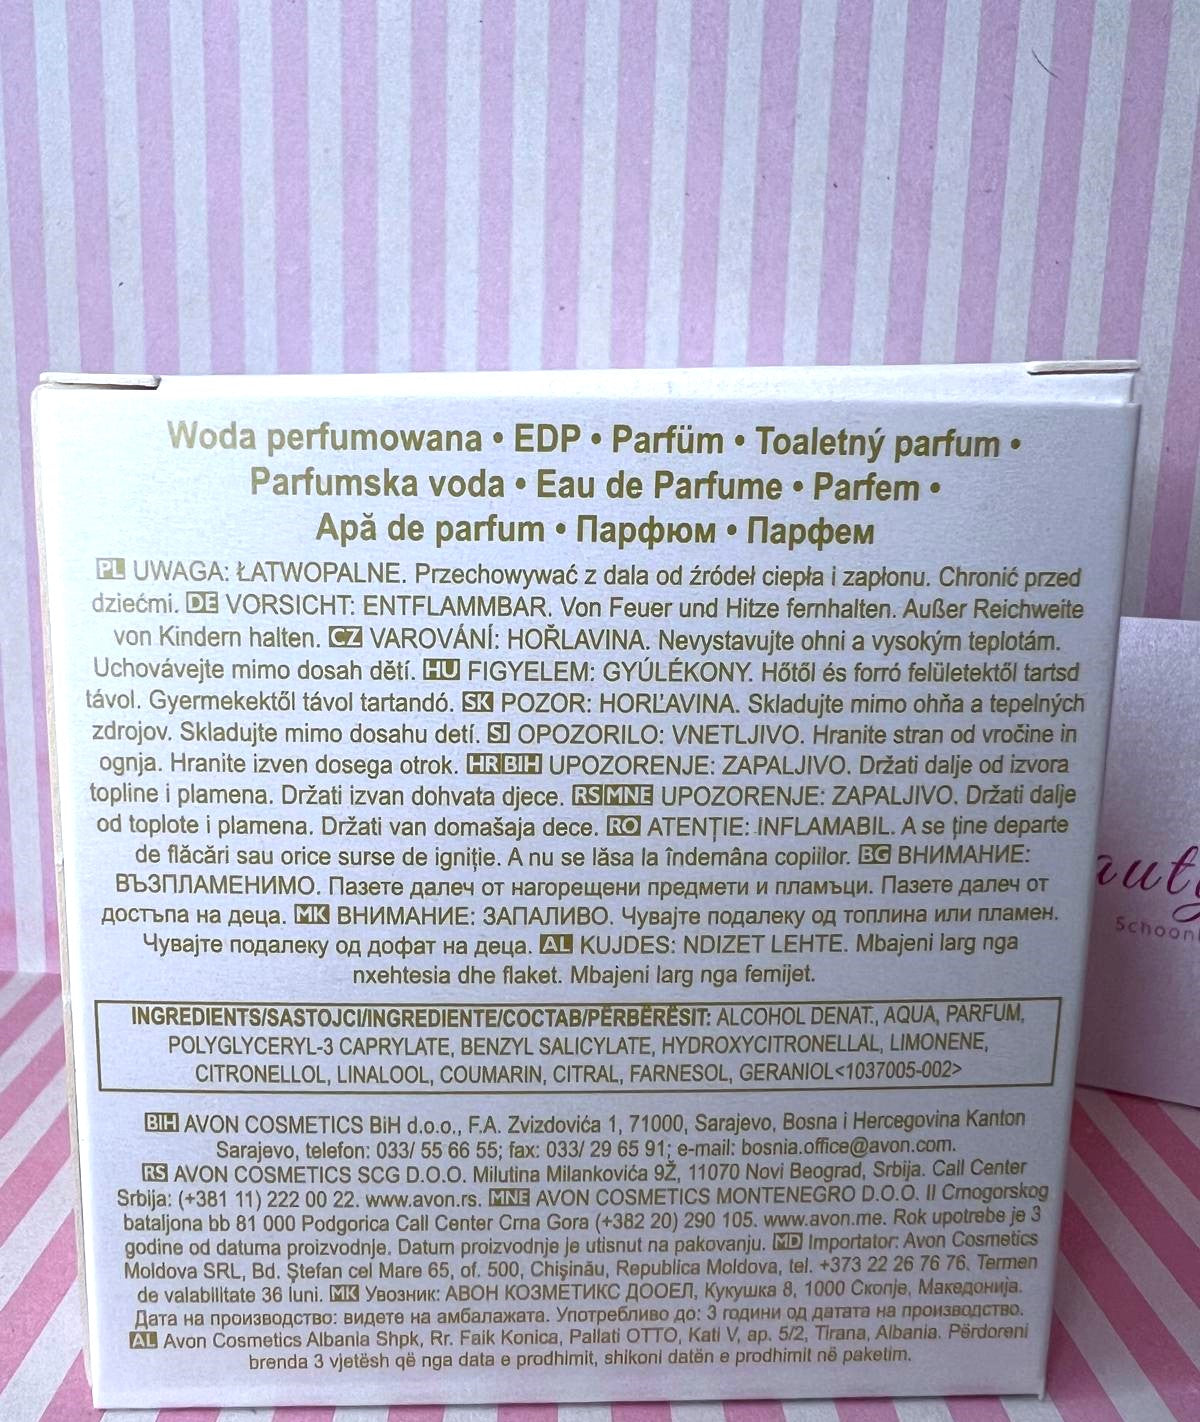 Woda perfumowana • EDP • Parfüm • Toaletný parfum •
Parfumska voda • Eau de Parfume • Parfem •
Apă de parfum • Парфюм • Парфем
PL UWAGA: ŁATWOPALNE. Przechowywać z dala od źródeł ciepła i zapłonu. Chronić przed
dziećmi. DE VORSICHT: ENTFLAMMBAR. Von Feuer und Hitze fernhalten. Außer Reichweite
von Kindern halten. CZ VAROVÁNÍ: HOŘLAVINA. Nevystavujte ohni a vysokým teplotám.
Uchovávejte mimo dosah dětí. HU FIGYELEM: GYÚLÉKONY. Hőtől és forró felületektől tartsd
távol. Gyermekektől távol tartandó. SK POZOR: HORĽAVINA. Skladujte mimo ohňa a tepelných
zdrojov. Skladujte mimo dosahu detí. SI OPOZORILO: VNETLJIVO. Hranite stran od vročine in
ognja. Hranite izven dosega otrok. HR BIH UPOZORENJE: ZAPALJIVO. Držati dalje od izvora
topline i plamena. Držati izvan dohvata djece. RS MNE UPOZORENJE: ZAPALJIVO. Držati dalje
od toplote i plamena. Držati van domašaja dece. RO ATENȚIE: INFLAMABIL. A se ține departe
de flăcări sau orice surse de igniție. A nu se lăsa la îndemâna copiilor. BG ВНИМАНИЕ:
ВЪЗПЛАМЕНИМО. Пазете далеч от нагорещени предмети и пламъци. Пазете далеч от
достъпа на деца. MK ВНИМАНИЕ: ЗАПАЛИВО. Чувајте подалеку од топлина или пламен.
Чувајте подалеку од дофат на деца. AL KUJDES: NDIZET LEHTE. Mbajeni larg nga
nxehtesia dhe flaket. Mbajeni larg nga femijet.
INGREDIENTS/SASTOJCI/INGREDIENTE/СОСТАВ/PËRBËRËSIT: ALCOHOL DENAT., AQUA, PARFUM,
POLYGLYCERYL-3 CAPRYLATE, BENZYL SALICYLATE, HYDROXYCITRONELLAL, LIMONENE,
CITRONELLOL, LINALOOL, COUMARIN, CITRAL, FARNESOL, GERANIOL<1037005-002>
BIH AVON COSMETICS BiH d.o.o., F.A. Zvizdovića 1, 71000, Sarajevo, Bosna i Hercegovina Kanton
Sarajevo, telefon: 033/ 55 66 55; fax: 033/ 29 65 91; e-mail: bosnia.office@avon.com.
RS AVON COSMETICS SCG D.O.O. Milutina Milankovića 9Ž, 11070 Novi Beograd, Srbija. Call Center
Srbija: (+381 11) 222 00 22. www.avon.rs. MNE AVON COSMETICS MONTENEGRO D.O.O. II Crnogorskog
bataljona bb 81 000 Podgorica Call Center Crna Gora (+382 20) 290 105. www.avon.me. Rok upotrebe je 3
godine od datuma proizvodnje. Datum proizvodnje je utisnut na pakovanju. MD Importator: Avon Cosmetics
Moldova SRL, Bd. Ștefan cel Mare 65, of. 500, Chișinău, Republica Moldova, tel. +373 22 26 76 76. Termen
de valabilitate 36 luni. MK Увозник: АВОН КОЗМЕТИКС ДООЕЛ, Кукушка 8, 1000 Скопје, Македонија.
Дата на производство: видете на амбалажата. Употребливо до: 3 години од датата на производство.
AL Avon Cosmetics Albania Shpk, Rr. Faik Konica, Pallati OTTO, Kati V, ap. 5/2, Tirana, Albania. Përdoreni
brenda 3 vjetësh që nga data e prodhimit, shikoni datën e prodhimit në paketim.